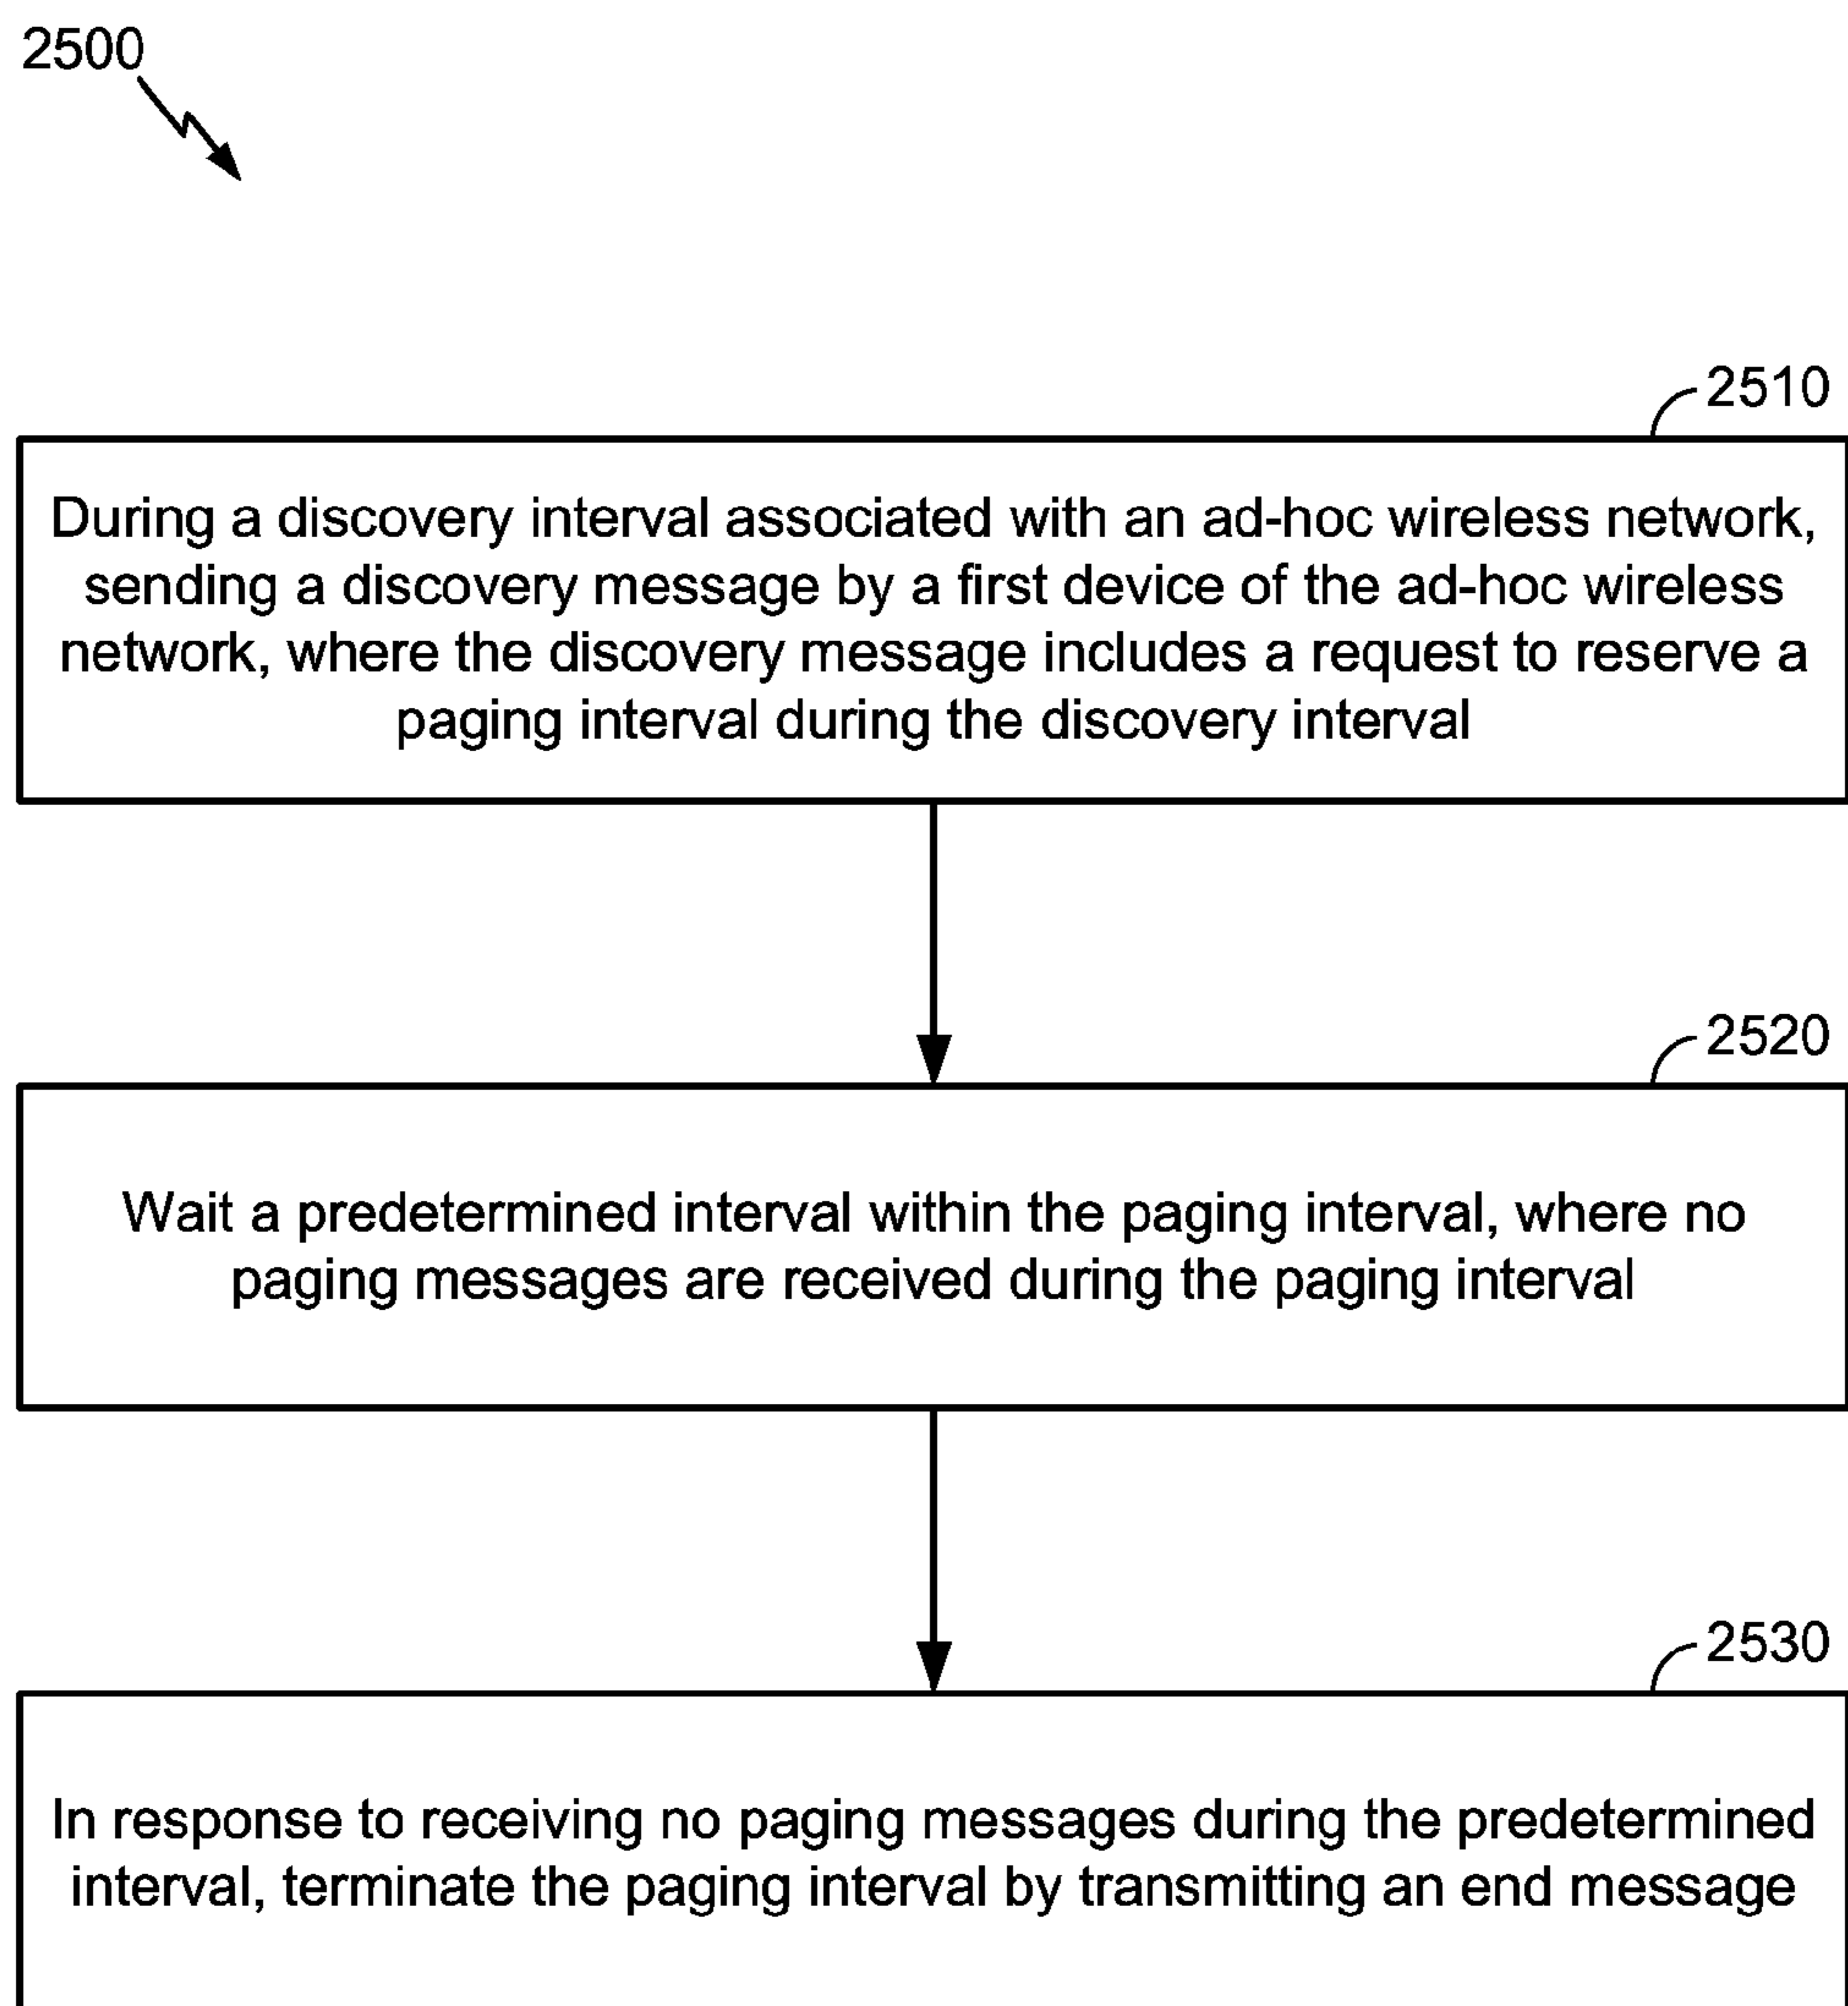 2500
2510
During a discovery interval associated with an ad-hoc wireless network,
sending a discovery message by a first device of the ad-hoc wireless
network, where the discovery message includes a request to reserve a
paging interval during the discovery interval
2520
Wait a predetermined interval within the paging interval, where no
paging messages are received during the paging interval
2530
In response to receiving no paging messages during the predetermined
interval, terminate the paging interval by transmitting an end message